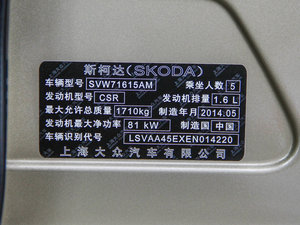 斯柯达(SKODA)
车辆型号 SVW71615AM 乘坐人数 5
发动机型号 CSR 发动机排量 1.6 L
最大允许总质量 1710kg 制造年月 2014.05
发动机最大净功率 81 kW 制造国 中国
车辆识别代号 LSVAA45EXEN014220
上海大众汽车有限公司